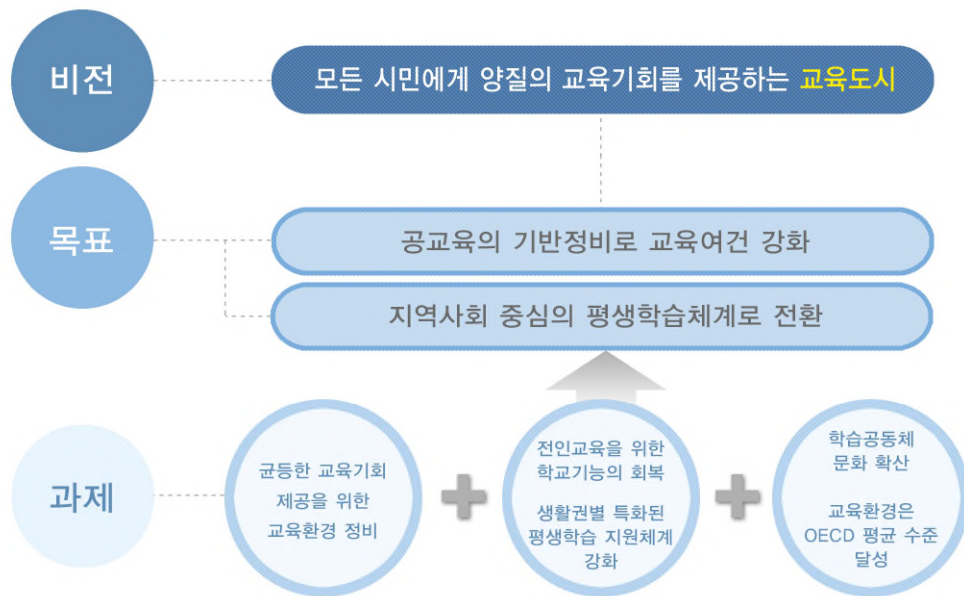 비전
모든 시민에게 양질의 교육기회를 제공하는 교육도시
목표
공교육의 기반정비로 교육여건 강화
지역사회 중심의 평생학습체계로 전환
과제
균등한 교육기회
제공을 위한
교육환경 정비
전인교육을 위한
학교기능의 회복
생활권별 특화된
평생학습 지원체계
강화
학습공동체
문화 확산
교육환경은
OECD 평균 수준
달성